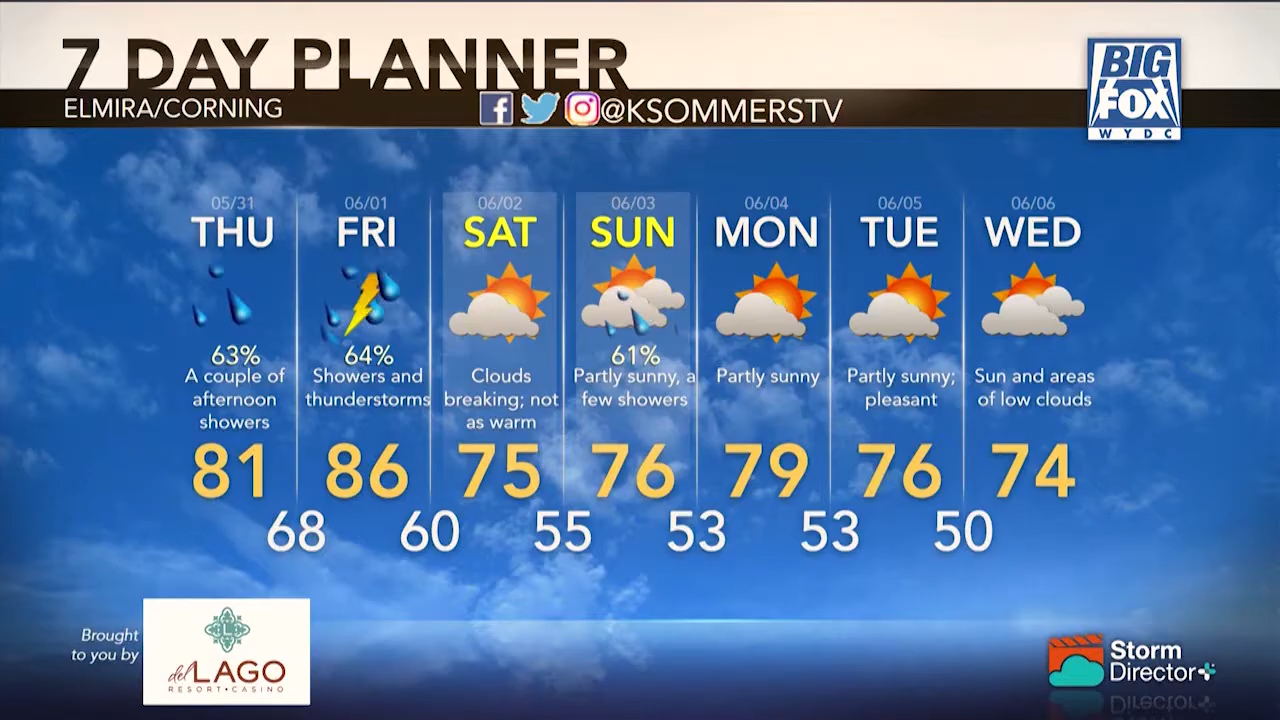 7 DAY PLANNER
ELMIRA/CORNING
@KSOMMERSTV
BIG
FOX
WYDC
05/31
THU
63%
A couple of
afternoon
showers
81
06/01
FRI
64%
Showers and
thunderstorms
86
06/02
SAT
Clouds
breaking; not
as warm
75
06/03
SUN
61%
Partly sunny, a
few showers
76
06/04
MON
Partly sunny
79
06/05
TUE
Partly sunny;
pleasant
76
06/06
WED
Sun and areas
of low clouds
74
68 60 55 53 53 50
Brought
to you by
L
del LAGO
RESORT•CASINO
Storm
Director+